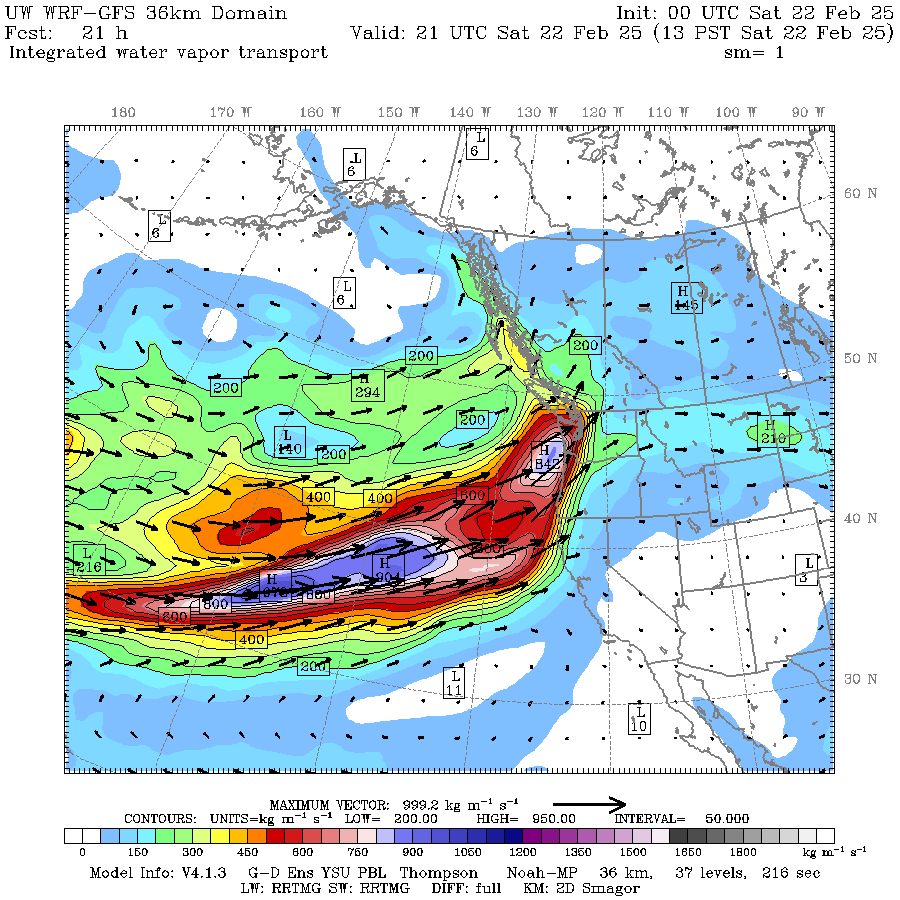 UW WRF-GFS 36km Domain Init: 00 UTC Sat 22 Feb 25
Fcst: 21 h Valid: 21 UTC Sat 22 Feb 25 (13 PST Sat 22 Feb 25)
Integrated water vapor transport sm= 1
180 170 W 160 W 150 W 140 W 130 W 120 W 110 W 100 W 90 W
L 6
L 6
60 N
L 6
L 6
H 145
200
200
50 N
H 294
200
200
H 210
L 140
200
H 842
400
400
600
40 N
L 216
H 904
L 3
800
600
400
200
L 11
30 N
L 10
MAXIMUM VECTOR: 999.2 kg m⁻¹ s⁻¹
CONTOURS: UNITS=kg m⁻¹ s⁻¹ LOW= 200.00 HIGH= 950.00 INTERVAL= 50.000
0 150 300 450 600 750 900 1050 1200 1350 1500 1650 1800 kg m⁻¹ s⁻¹
Model Info: V4.1.3 G-D Ens YSU PBL Thompson Noah-MP 36 km, 37 levels, 216 sec
LW: RRTMG SW: RRTMG DIFF: full KM: 2D Smagor